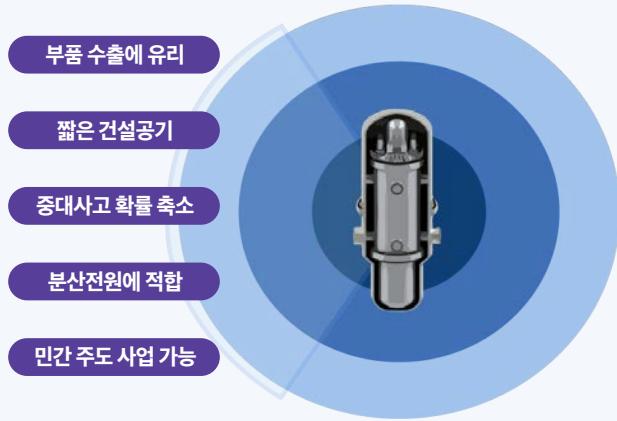 부품 수출에 유리
짧은 건설공기
중대사고 확률 축소
분산전원에 적합
민간 주도 사업 가능